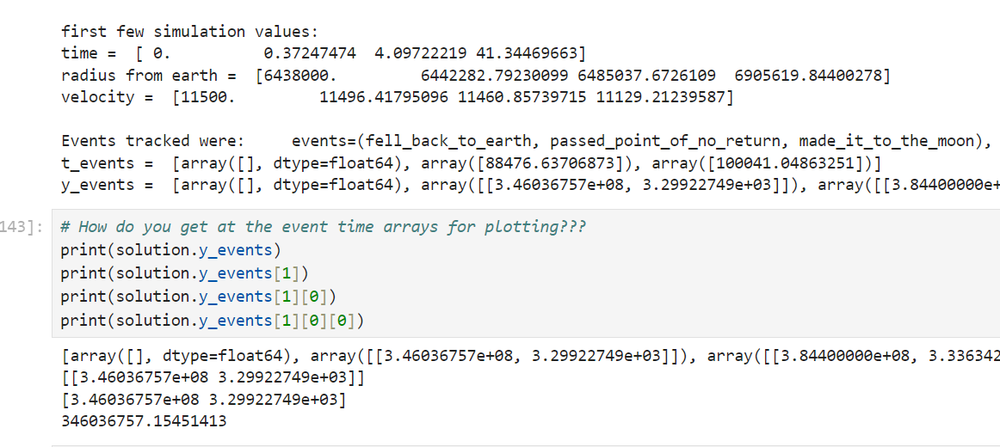 first few simulation values:
time =  [ 0.          0.37247474  4.09722219 41.34469663]
radius from earth =  [6438000.         6442282.79230099 6485037.6726109  6905619.84400278]
velocity =  [11500.         11496.41795096 11460.85739715 11129.21239587]
Events tracked were:     events=(fell_back_to_earth, passed_point_of_no_return, made_it_to_the_moon),
t_events =  [array([], dtype=float64), array([88476.63706873]), array([100041.04863251])]
y_events =  [array([], dtype=float64), array([[3.46036757e+08, 3.29922749e+03]]), array([[3.84400000e+
143]: # How do you get at the event time arrays for plotting???
print(solution.y_events)
print(solution.y_events[1])
print(solution.y_events[1][0])
print(solution.y_events[1][0][0])
[array([], dtype=float64), array([[3.46036757e+08, 3.29922749e+03]]), array([[3.84400000e+08, 3.336342
[[3.46036757e+08 3.29922749e+03]]
[3.46036757e+08 3.29922749e+03]
346036757.15451413